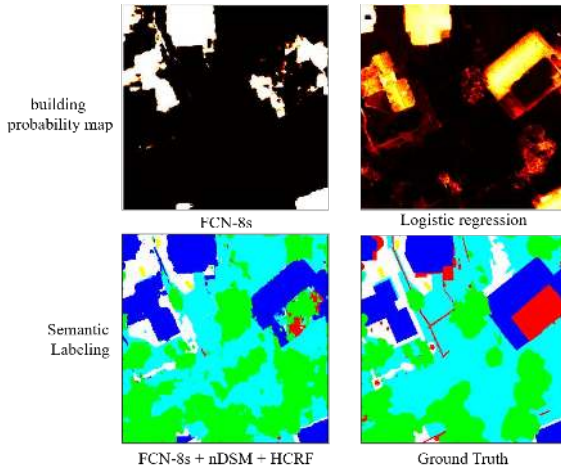 building
probability map
FCN-8s
Logistic regression
Semantic
Labeling
FCN-8s + nDSM + HCRF
Ground Truth